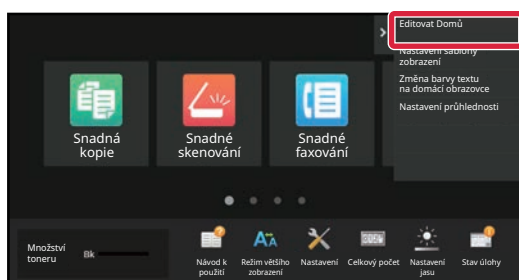 Editovat Domů
Nastavení šablony
zobrazení
Změna barvy textu
na domácí obrazovce
Nastavení průhlednosti
Snadná
kopie
Snadné
skenování
Snadné
faxování
Množství
toneru
Bk
Návod k
použití
Režim většího
zobrazení
Nastavení
Celkový počet
Nastavení
jasu
Stav úlohy